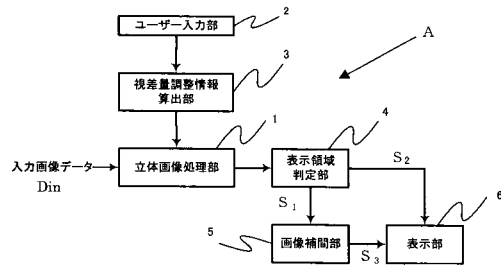 2
ユーザー入力部
A
3
視差量調整情報
算出部
1
4
入力画像データー
Din
立体画像処理部
表示領域
判定部
S2
S1
6
5
画像補間部
S3
表示部